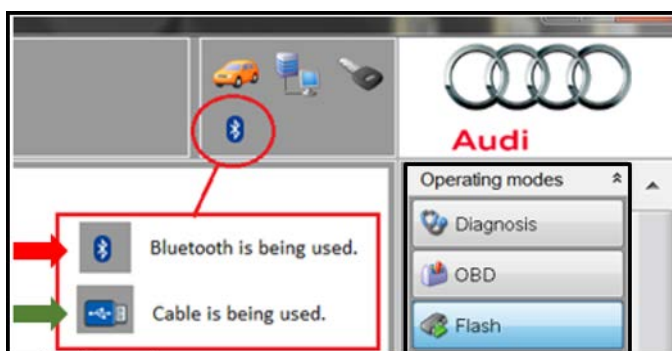 Audi
Operating modes
Diagnosis
OBD
Flash
Bluetooth is being used.
Cable is being used.